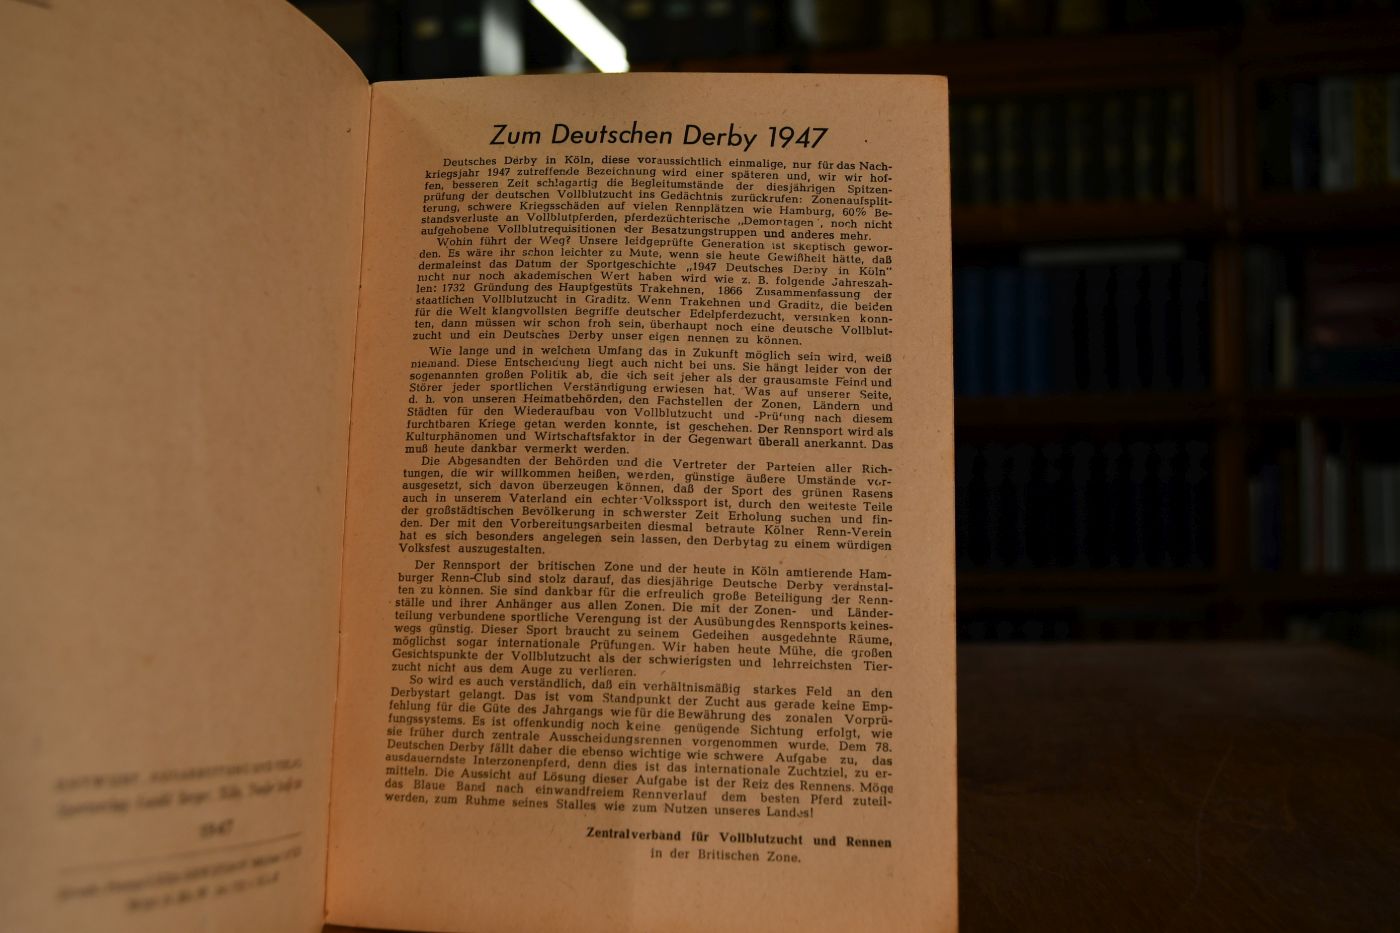 Zum Deutschen Derby 1947
Deutsches Derby in Köln, diese voraussichtlich einmalige, nur für das Nach-
kriegsjahr 1947 zutreffende Bezeichnung wird einer späteren und, wir wir hof-
fen, besseren Zeit schlagartig die Begleitumstände der diesjährigen Spitzen-
prüfung der deutschen Vollblutzucht ins Gedächtnis zurückrufen: Zonenaufsplit-
terung, schwere Kriegsschäden auf vielen Rennplätzen wie Hamburg, 60% Be-
standsverluste an Vollblutpferden, pferdezüchterische „Demontagen", noch nicht
aufgehobene Vollblutrequisitionen der Besatzungstruppen und anderes mehr.
Wohin führt der Weg? Unsere leidgeprüfte Generation ist skeptisch gewor-
den. Es wäre ihr schon leichter zu Mute, wenn sie heute Gewißheit hätte, daß
dermaleinst das Datum der Sportgeschichte „1947 Deutsches Derby in Köln"
nicht nur noch akademischen Wert haben wird wie z. B. folgende Jahreszah-
len: 1732 Gründung des Hauptgestüts Trakehnen, 1866 Zusammenfassung der
staatlichen Vollblutzucht in Graditz. Wenn Trakehnen und Graditz, die beiden
für die Welt klangvollsten Begriffe deutscher Edelpferdezucht, versinken konn-
ten, dann müssen wir schon froh sein, überhaupt noch eine deutsche Vollblut-
zucht und ein Deutsches Derby unser eigen nennen zu können.
Wie lange und in welchem Umfang das in Zukunft möglich sein wird, weiß
niemand. Diese Entscheidung liegt auch nicht bei uns. Sie hängt leider von der
sogenannten großen Politik ab, die sich seit jeher als der grausamste Feind und
Störer jeder sportlichen Verständigung erwiesen hat. Was auf unserer Seite,
d. h. von unseren Heimatbehörden, den Fachstellen der Zonen, Ländern und
Städten für den Wiederaufbau von Vollblutzucht und -Prüfung nach diesem
furchtbaren Kriege getan werden konnte, ist geschehen. Der Rennsport wird als
Kulturphänomen und Wirtschaftsfaktor in der Gegenwart überall anerkannt. Das
muß heute dankbar vermerkt werden.
Die Abgesandten der Behörden und die Vertreter der Parteien aller Rich-
tungen, die wir willkommen heißen, werden, günstige äußere Umstände vor-
ausgesetzt, sich davon überzeugen können, daß der Sport des grünen Rasens
auch in unserem Vaterland ein echter Volkssport ist, durch den weiteste Teile
der großstädtischen Bevölkerung in schwerster Zeit Erholung suchen und fin-
den. Der mit den Vorbereitungsarbeiten diesmal betraute Kölner Renn-Verein
hat es sich besonders angelegen sein lassen, den Derbytag zu einem würdigen
Volksfest auszugestalten.
Der Rennsport der britischen Zone und der heute in Köln amtierende Ham-
burger Renn-Club sind stolz darauf, das diesjährige Deutsche Derby veranstal-
ten zu können. Sie sind dankbar für die erfreulich große Beteiligung der Renn-
ställe und ihrer Anhänger aus allen Zonen. Die mit der Zonen- und Länder-
teilung verbundene sportliche Verengung ist der Ausübung des Rennsports keines-
wegs günstig. Dieser Sport braucht zu seinem Gedeihen ausgedehnte Räume,
möglichst sogar internationale Prüfungen. Wir haben heute Mühe, die großen
Gesichtspunkte der Vollblutzucht als der schwierigsten und lehrreichsten Tier-
zucht nicht aus dem Auge zu verlieren.
So wird es auch verständlich, daß ein verhältnismäßig starkes Feld an den
Derbystart gelangt. Das ist vom Standpunkt der Zucht aus gerade keine Emp-
fehlung für die Güte des Jahrgangs wie für die Bewährung des zonalen Vorprü-
fungssystems. Es ist offenkundig noch keine genügende Sichtung erfolgt, wie
sie früher durch zentrale Ausscheidungsrennen vorgenommen wurde. Dem 78.
Deutschen Derby fällt daher die ebenso wichtige wie schwere Aufgabe zu, das
ausdauerndste Interzonenpferd, denn dies ist das internationale Zuchtziel, zu er-
mitteln. Die Aussicht auf Lösung dieser Aufgabe ist der Reiz des Rennens. Möge
das Blaue Band nach einwandfreiem Rennverlauf dem besten Pferd zuteil-
werden, zum Ruhme seines Stalles wie zum Nutzen unseres Landes!
Zentralverband für Vollblutzucht und Rennen
in der Britischen Zone.
1947